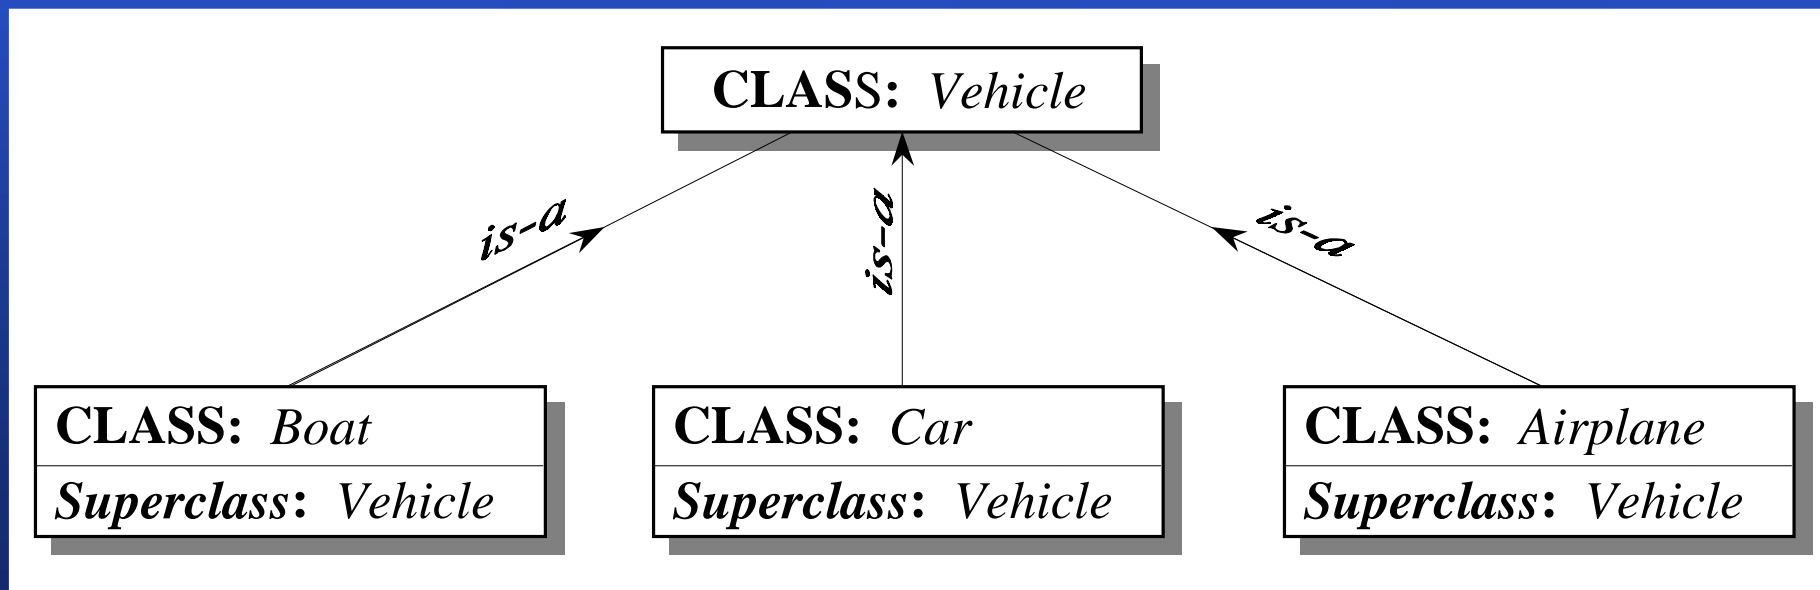 CLASS: Vehicle
is-a
is-a
is-a
CLASS: Boat
Superclass: Vehicle
CLASS: Car
Superclass: Vehicle
CLASS: Airplane
Superclass: Vehicle